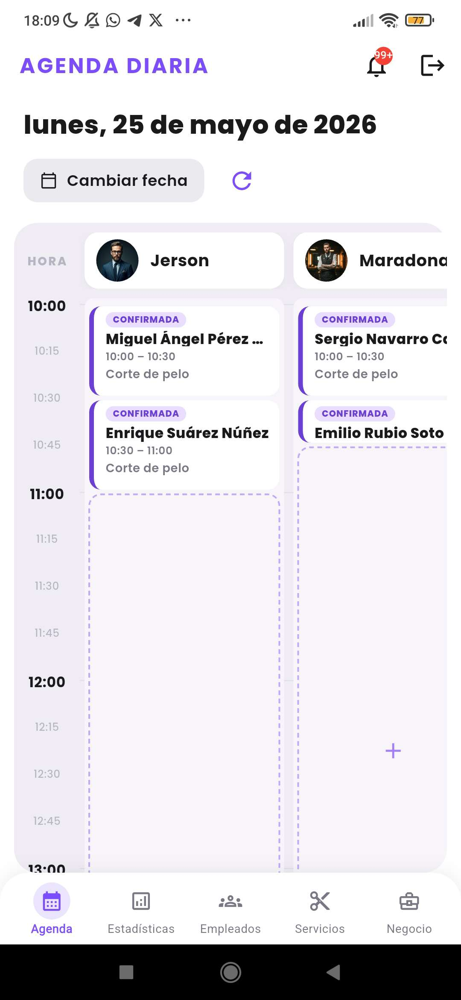 18:09
77
AGENDA DIARIA
99+
lunes, 25 de mayo de 2026
Cambiar fecha
HORA
Jerson
Maradona
10:00
CONFIRMADA
Miguel Ángel Pérez ...
10:00 – 10:30
Corte de pelo
CONFIRMADA
Sergio Navarro
10:00 – 10:30
Corte de pelo
10:15
10:30
CONFIRMADA
Enrique Suárez Núñez
10:30 – 11:00
Corte de pelo
CONFIRMADA
Emilio Rubio Soto
10:45
11:00
11:15
11:30
11:45
12:00
12:15
12:30
12:45
13:00
Agenda
Estadísticas
Empleados
Servicios
Negocio